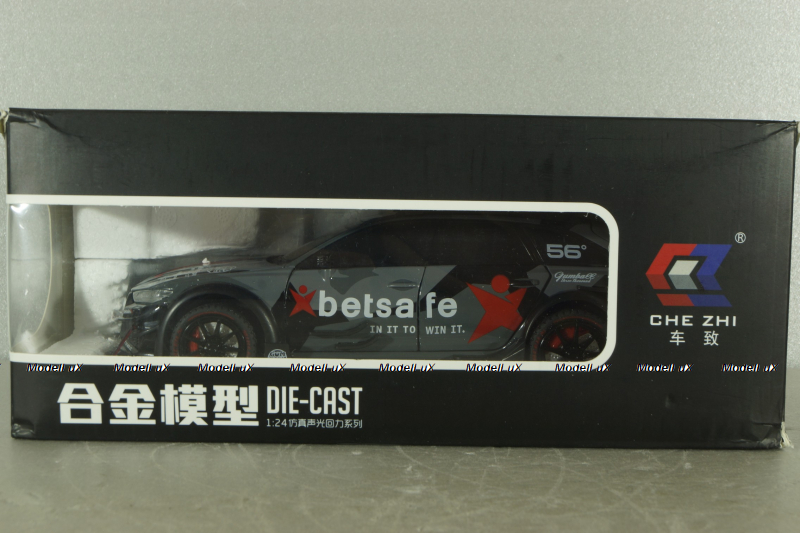 56°
Gumball
betsafe
IN IT TO WIN IT.
®
CHE ZHI
车致
ModelLuX ModelLuX ModelLuX ModelLuX ModelLuX ModelLuX ModelLuX ModelLuX
合金模型 DIE-CAST
1:24仿真声光回力系列